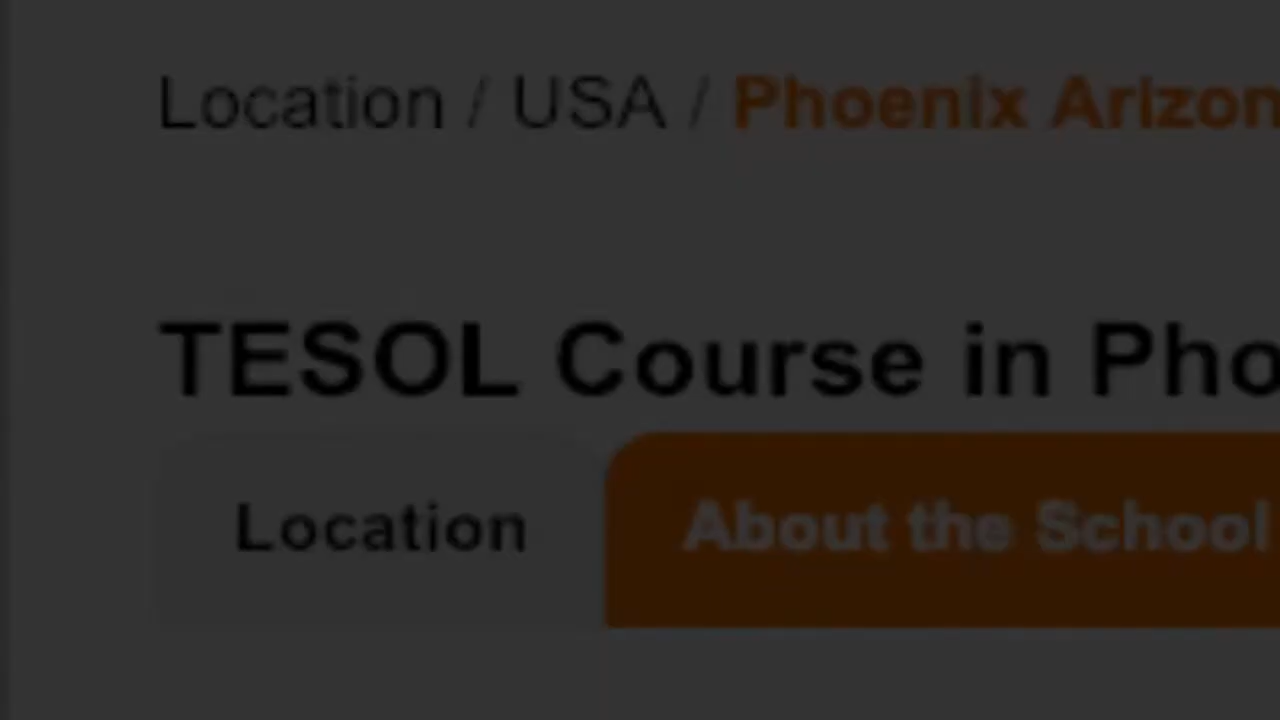 Location / USA / Phoenix Arizon
TESOL Course in Pho
Location
About the School